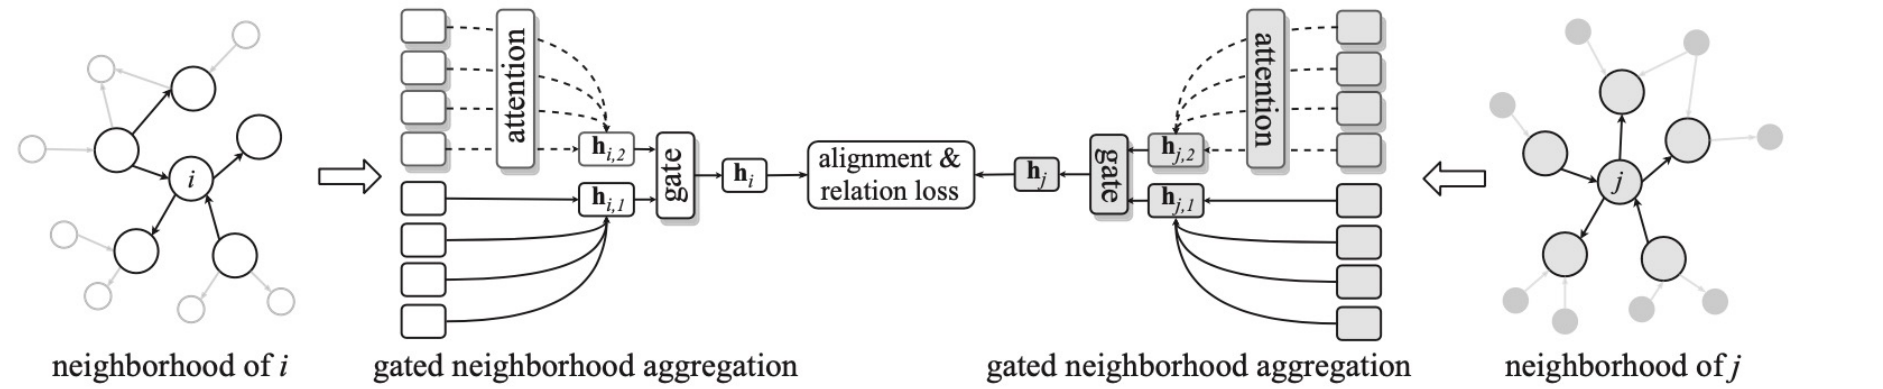 i
neighborhood of i
attention
h_{i,2}
h_{i,1}
gate
h_i
gated neighborhood aggregation
alignment &
relation loss
h_j
gate
h_{j,2}
h_{j,1}
attention
gated neighborhood aggregation
j
neighborhood of j